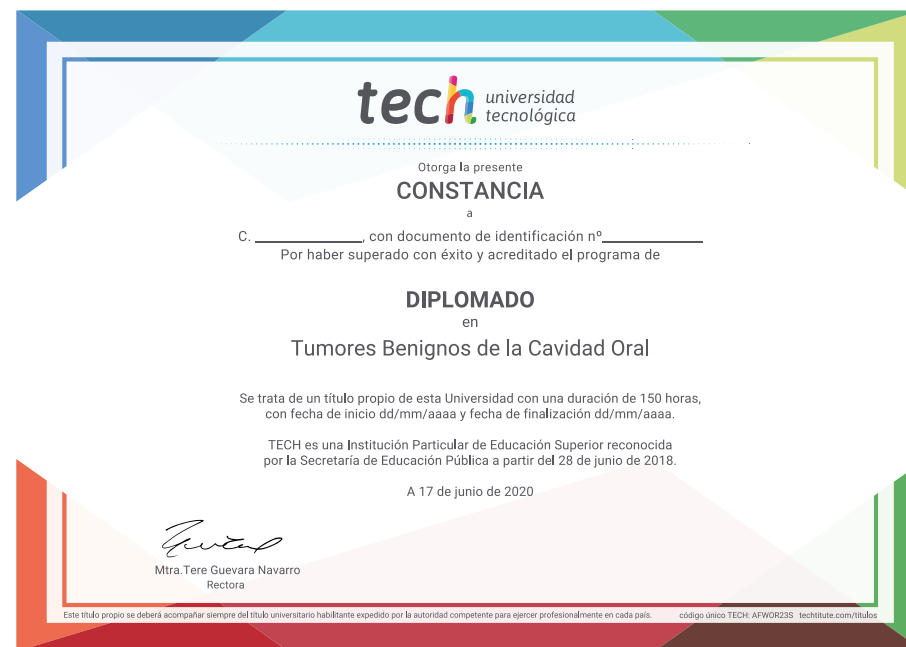 tech universidad
tecnológica
Otorga la presente
CONSTANCIA
a
C. ____________, con documento de identificación nº____________
Por haber superado con éxito y acreditado el programa de
DIPLOMADO
en
Tumores Benignos de la Cavidad Oral
Se trata de un título propio de esta Universidad con una duración de 150 horas,
con fecha de inicio dd/mm/aaaa y fecha de finalización dd/mm/aaaa.
TECH es una Institución Particular de Educación Superior reconocida
por la Secretaría de Educación Pública a partir del 28 de junio de 2018.
A 17 de junio de 2020
Mtra.Tere Guevara Navarro
Rectora
Este título propio se deberá acompañar siempre del título universitario habilitante expedido por la autoridad competente para ejercer profesionalmente en cada país. código único TECH: AFWOR23S techtitute.com/titulos